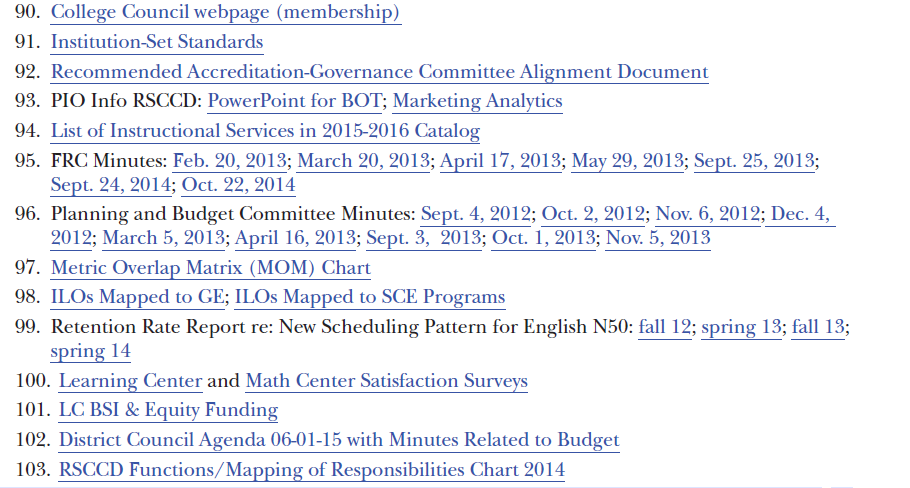 90. College Council webpage (membership)
91. Institution-Set Standards
92. Recommended Accreditation-Governance Committee Alignment Document
93. PIO Info RSCCD: PowerPoint for BOT; Marketing Analytics
94. List of Instructional Services in 2015-2016 Catalog
95. FRC Minutes: Feb. 20, 2013; March 20, 2013; April 17, 2013; May 29, 2013; Sept. 25, 2013;
Sept. 24, 2014; Oct. 22, 2014
96. Planning and Budget Committee Minutes: Sept. 4, 2012; Oct. 2, 2012; Nov. 6, 2012; Dec. 4,
2012; March 5, 2013; April 16, 2013; Sept. 3, 2013; Oct. 1, 2013; Nov. 5, 2013
97. Metric Overlap Matrix (MOM) Chart
98. ILOs Mapped to GE; ILOs Mapped to SCE Programs
99. Retention Rate Report re: New Scheduling Pattern for English N50: fall 12; spring 13; fall 13;
spring 14
100. Learning Center and Math Center Satisfaction Surveys
101. LC BSI & Equity Funding
102. District Council Agenda 06-01-15 with Minutes Related to Budget
103. RSCCD Functions/Mapping of Responsibilities Chart 2014